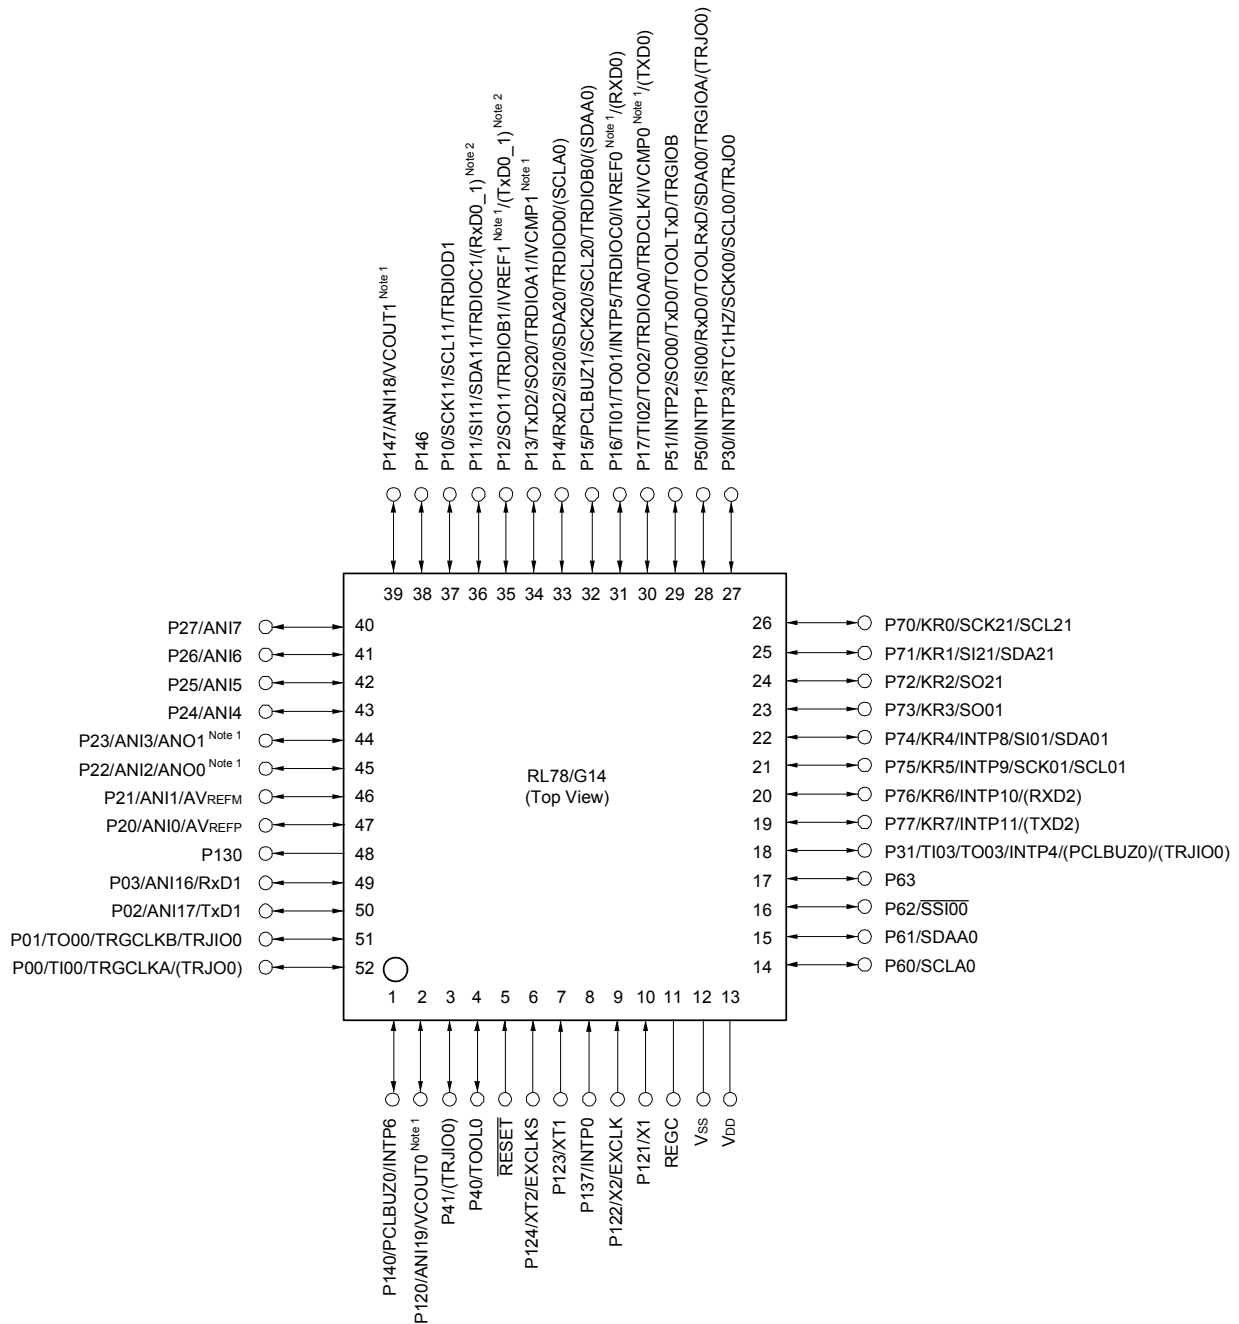 P147/ANI18/VCOUT1 Note 1
P146
P10/SCK11/SCL11/TRDIOD1
P11/SI11/SDA11/TRDIOC1/(RxD0_1) Note 2
P12/SO11/TRDIOB1/IVREF1 Note 1/(TxD0_1) Note 2
P13/TxD2/SO20/TRDIOA1/IVCMP1 Note 1
P14/RxD2/SI20/SDA20/TRDIOD0/(SCLA0)
P15/PCLBUZ1/SCK20/SCL20/TRDIOB0/(SDAA0)
P16/TI01/TO01/INTP5/TRDIOC0/IVREF0 Note 1/(RXD0)
P17/TI02/TO02/TRDIOA0/TRDCLK/IVCMP0 Note 1/(TXD0)
P51/INTP2/SO00/TxD0/TOOLTxD/TRGIOB
P50/INTP1/SI00/RxD0/TOOLRxD/SDA00/TRGIOA/(TRJO0)
P30/INTP3/RTC1HZ/SCK00/SCL00/TRJO0
39 38 37 36 35 34 33 32 31 30 29 28 27
P27/ANI7 40
P26/ANI6 41
P25/ANI5 42
P24/ANI4 43
P23/ANI3/ANO1 Note 1 44
P22/ANI2/ANO0 Note 1 45
P21/ANI1/AVREFM 46
P20/ANI0/AVREFP 47
P130 48
P03/ANI16/RxD1 49
P02/ANI17/TxD1 50
P01/TO00/TRGCLKB/TRJIO0 51
P00/TI00/TRGCLKA/(TRJO0) 52
RL78/G14
(Top View)
26 P70/KR0/SCK21/SCL21
25 P71/KR1/SI21/SDA21
24 P72/KR2/SO21
23 P73/KR3/SO01
22 P74/KR4/INTP8/SI01/SDA01
21 P75/KR5/INTP9/SCK01/SCL01
20 P76/KR6/INTP10/(RXD2)
19 P77/KR7/INTP11/(TXD2)
18 P31/TI03/TO03/INTP4/(PCLBUZ0)/(TRJIO0)
17 P63
16 P62/SSI00
15 P61/SDAA0
14 P60/SCLA0
1 2 3 4 5 6 7 8 9 10 11 12 13
P140/PCLBUZ0/INTP6
P120/ANI19/VCOUT0 Note 1
P41/(TRJIO0)
P40/TOOL0
RESET
P124/XT2/EXCLKS
P123/XT1
P137/INTP0
P122/X2/EXCLK
P121/X1
REGC
VSS
VDD